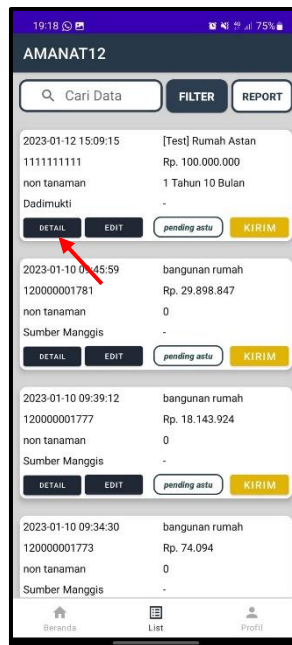 19:18 75%
AMANAT12
Cari Data FILTER REPORT
2023-01-12 15:09:15 [Test] Rumah Astan
1111111111 Rp. 100.000.000
non tanaman 1 Tahun 10 Bulan
Dadimukti -
DETAIL EDIT pending astu KIRIM
2023-01-10 09:45:59 bangunan rumah
120000001781 Rp. 29.898.847
non tanaman 0
Sumber Manggis -
DETAIL EDIT pending astu KIRIM
2023-01-10 09:39:12 bangunan rumah
120000001777 Rp. 18.143.924
non tanaman 0
Sumber Manggis -
DETAIL EDIT pending astu KIRIM
2023-01-10 09:34:30 bangunan rumah
120000001773 Rp. 74.094
non tanaman 0
Sumber Manggis -
Beranda List Profil